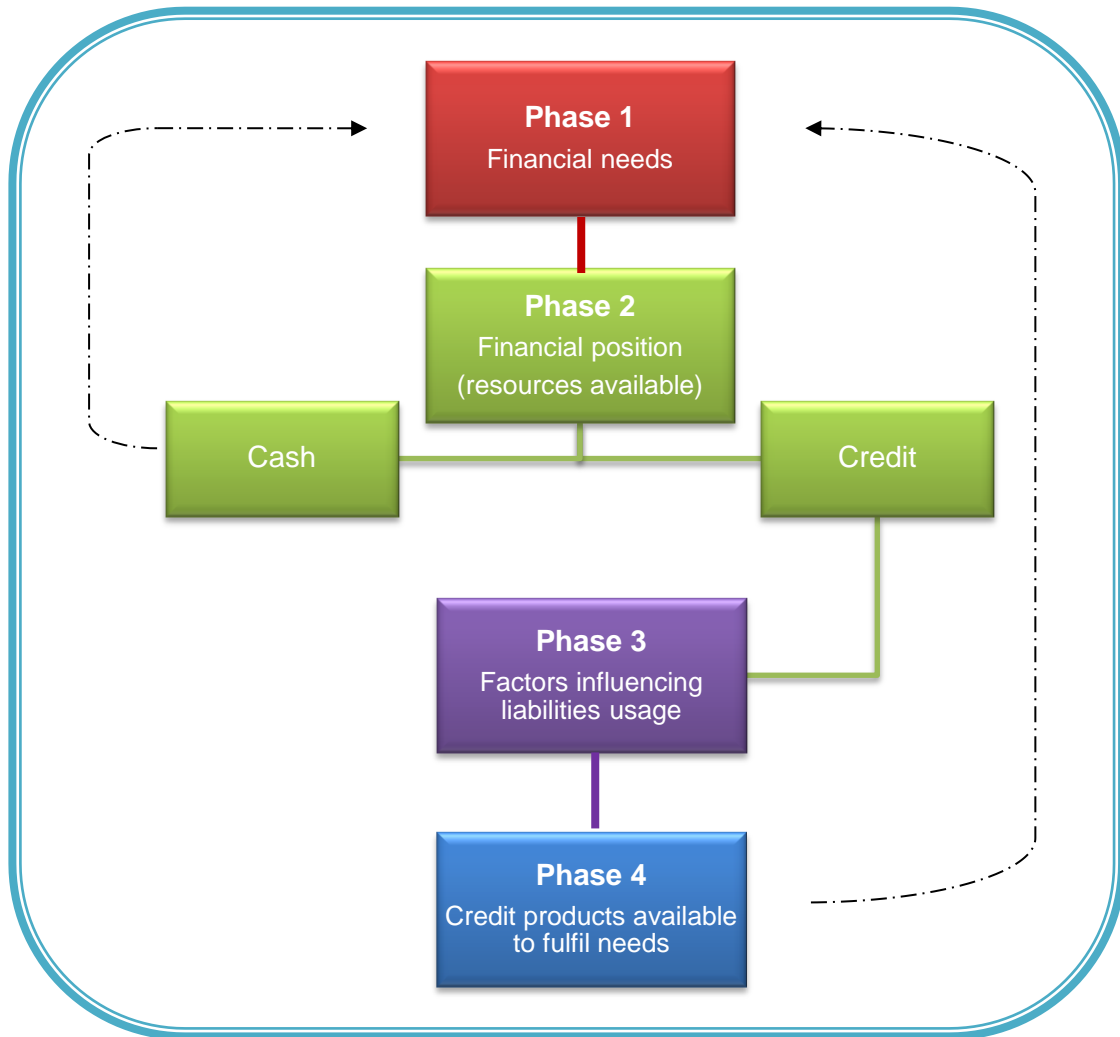 Phase 1
Financial needs
Phase 2
Financial position
(resources available)
Cash
Credit
Phase 3
Factors influencing
liabilities usage
Phase 4
Credit products available
to fulfil needs